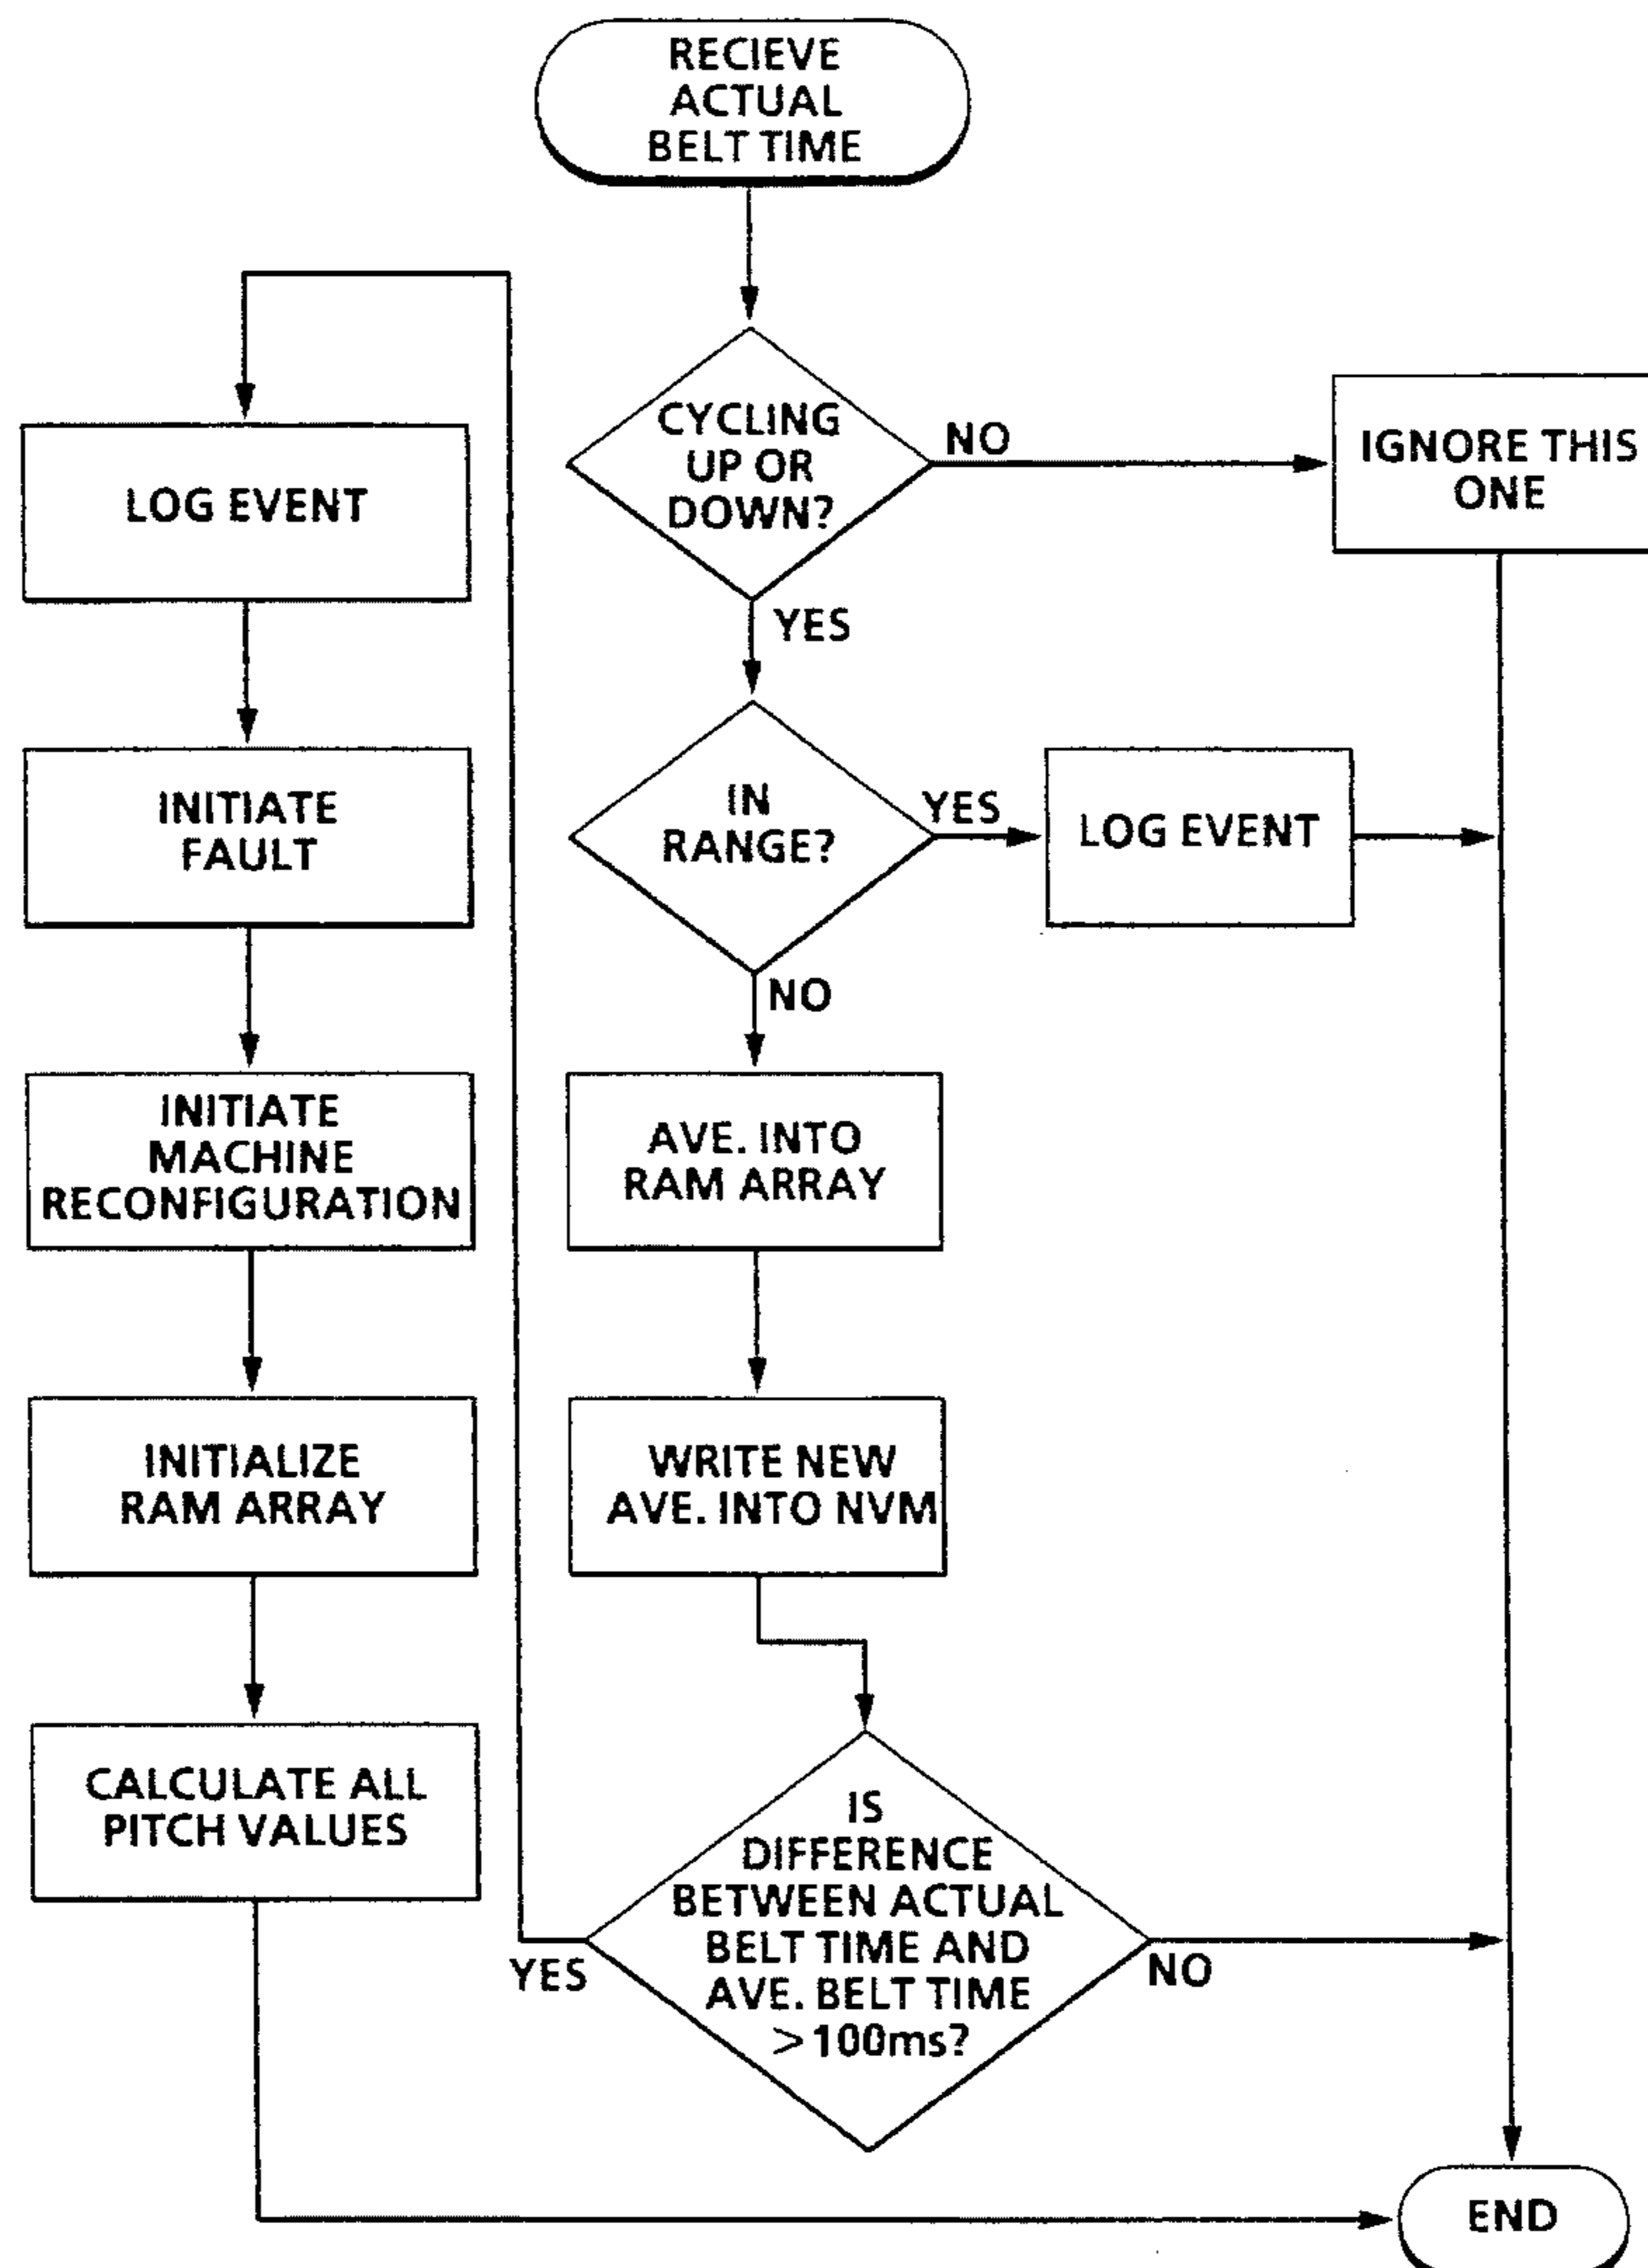 RECIEVE
ACTUAL
BELT TIME
CYCLING
UP OR
DOWN?
NO
IGNORE THIS
ONE
YES
IN
RANGE?
YES
LOG EVENT
NO
AVE. INTO
RAM ARRAY
WRITE NEW
AVE. INTO NVM
IS
DIFFERENCE
BETWEEN ACTUAL
BELT TIME AND
AVE. BELT TIME
>100ms?
YES
NO
LOG EVENT
INITIATE
FAULT
INITIATE
MACHINE
RECONFIGURATION
INITIALIZE
RAM ARRAY
CALCULATE ALL
PITCH VALUES
END